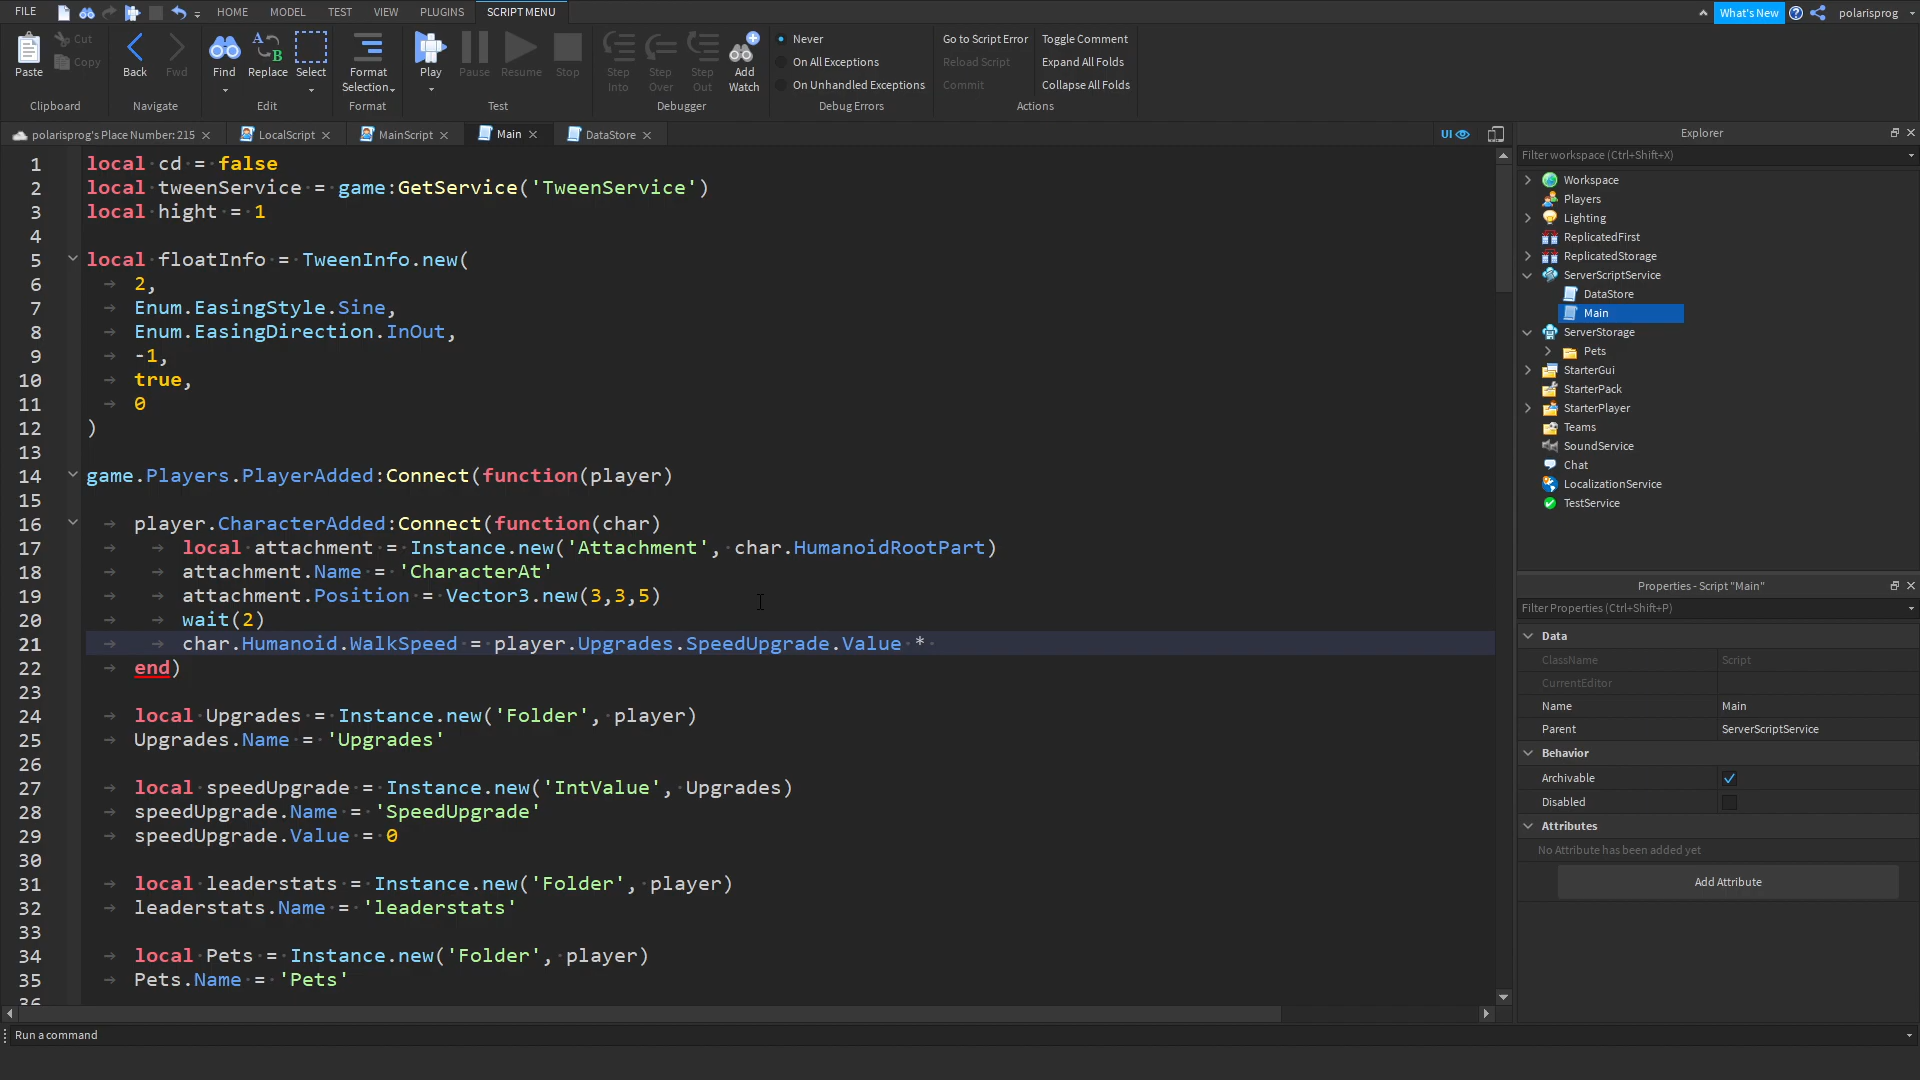 FILE HOME MODEL TEST VIEW PLUGINS SCRIPT MENU What's New polarisprog
Paste Cut Copy Back Fwd Find Replace Select Format Selection Play Pause Resume Stop Step Into Step Over Step Out Add Watch
Never Go to Script Error Toggle Comment
On All Exceptions Reload Script Expand All Folds
On Unhandled Exceptions Commit Collapse All Folds
Clipboard Navigate Edit Format Test Debugger Debug Errors Actions
polarisprog's Place Number: 215 LocalScript MainScript Main DataStore UI
1 local cd = false
2 local tweenService = game:GetService('TweenService')
3 local hight = 1
4
5 local floatInfo = TweenInfo.new(
6 2,
7 Enum.EasingStyle.Sine,
8 Enum.EasingDirection.InOut,
9 -1,
10 true,
11 0
12 )
13
14 game.Players.PlayerAdded:Connect(function(player)
15
16 player.CharacterAdded:Connect(function(char)
17 local attachment = Instance.new('Attachment', char.HumanoidRootPart)
18 attachment.Name = 'CharacterAt'
19 attachment.Position = Vector3.new(3,3,5)
20 wait(2)
21 char.Humanoid.WalkSpeed = player.Upgrades.SpeedUpgrade.Value *
22 end)
23
24 local Upgrades = Instance.new('Folder', player)
25 Upgrades.Name = 'Upgrades'
26
27 local speedUpgrade = Instance.new('IntValue', Upgrades)
28 speedUpgrade.Name = 'SpeedUpgrade'
29 speedUpgrade.Value = 0
30
31 local leaderstats = Instance.new('Folder', player)
32 leaderstats.Name = 'leaderstats'
33
34 local Pets = Instance.new('Folder', player)
35 Pets.Name = 'Pets'
36
Run a command
Explorer
Filter workspace (Ctrl+Shift+X)
Workspace
Players
Lighting
ReplicatedFirst
ReplicatedStorage
ServerScriptService
DataStore
Main
ServerStorage
Pets
StarterGui
StarterPack
StarterPlayer
Teams
SoundService
Chat
LocalizationService
TestService
Properties - Script "Main"
Filter Properties (Ctrl+Shift+P)
Data
ClassName Script
CurrentEditor
Name Main
Parent ServerScriptService
Behavior
Archivable
Disabled
Attributes
No Attribute has been added yet
Add Attribute